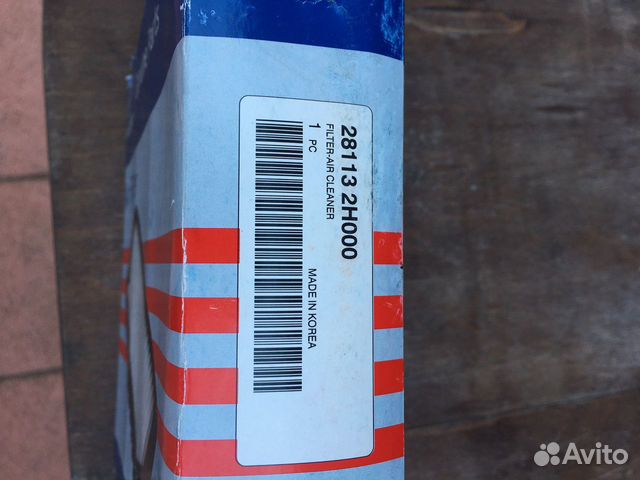 28113 2H000
FILTER-AIR CLEANER
1 PC
MADE IN KOREA
Avito